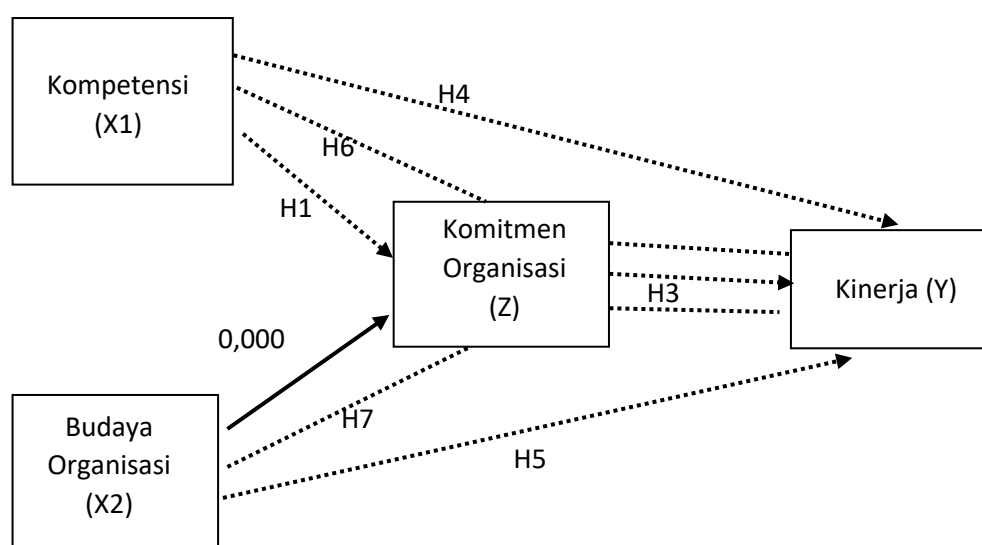 Kompetensi
(X1)
H4
H6
H1
Komitmen
Organisasi
(Z)
H3
Kinerja (Y)
0,000
H7
Budaya
Organisasi
(X2)
H5